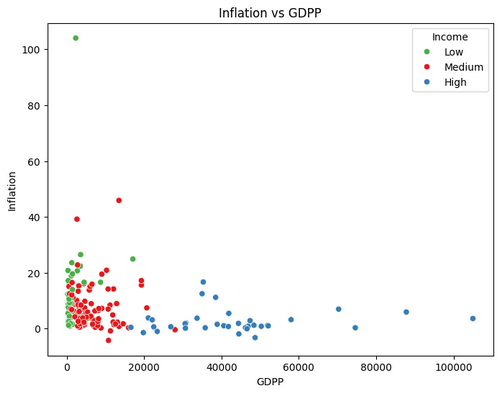 Inflation vs GDPP
Income
Low
Medium
High
Inflation
100
80
60
40
20
0
0
20000
40000
60000
80000
100000
GDPP